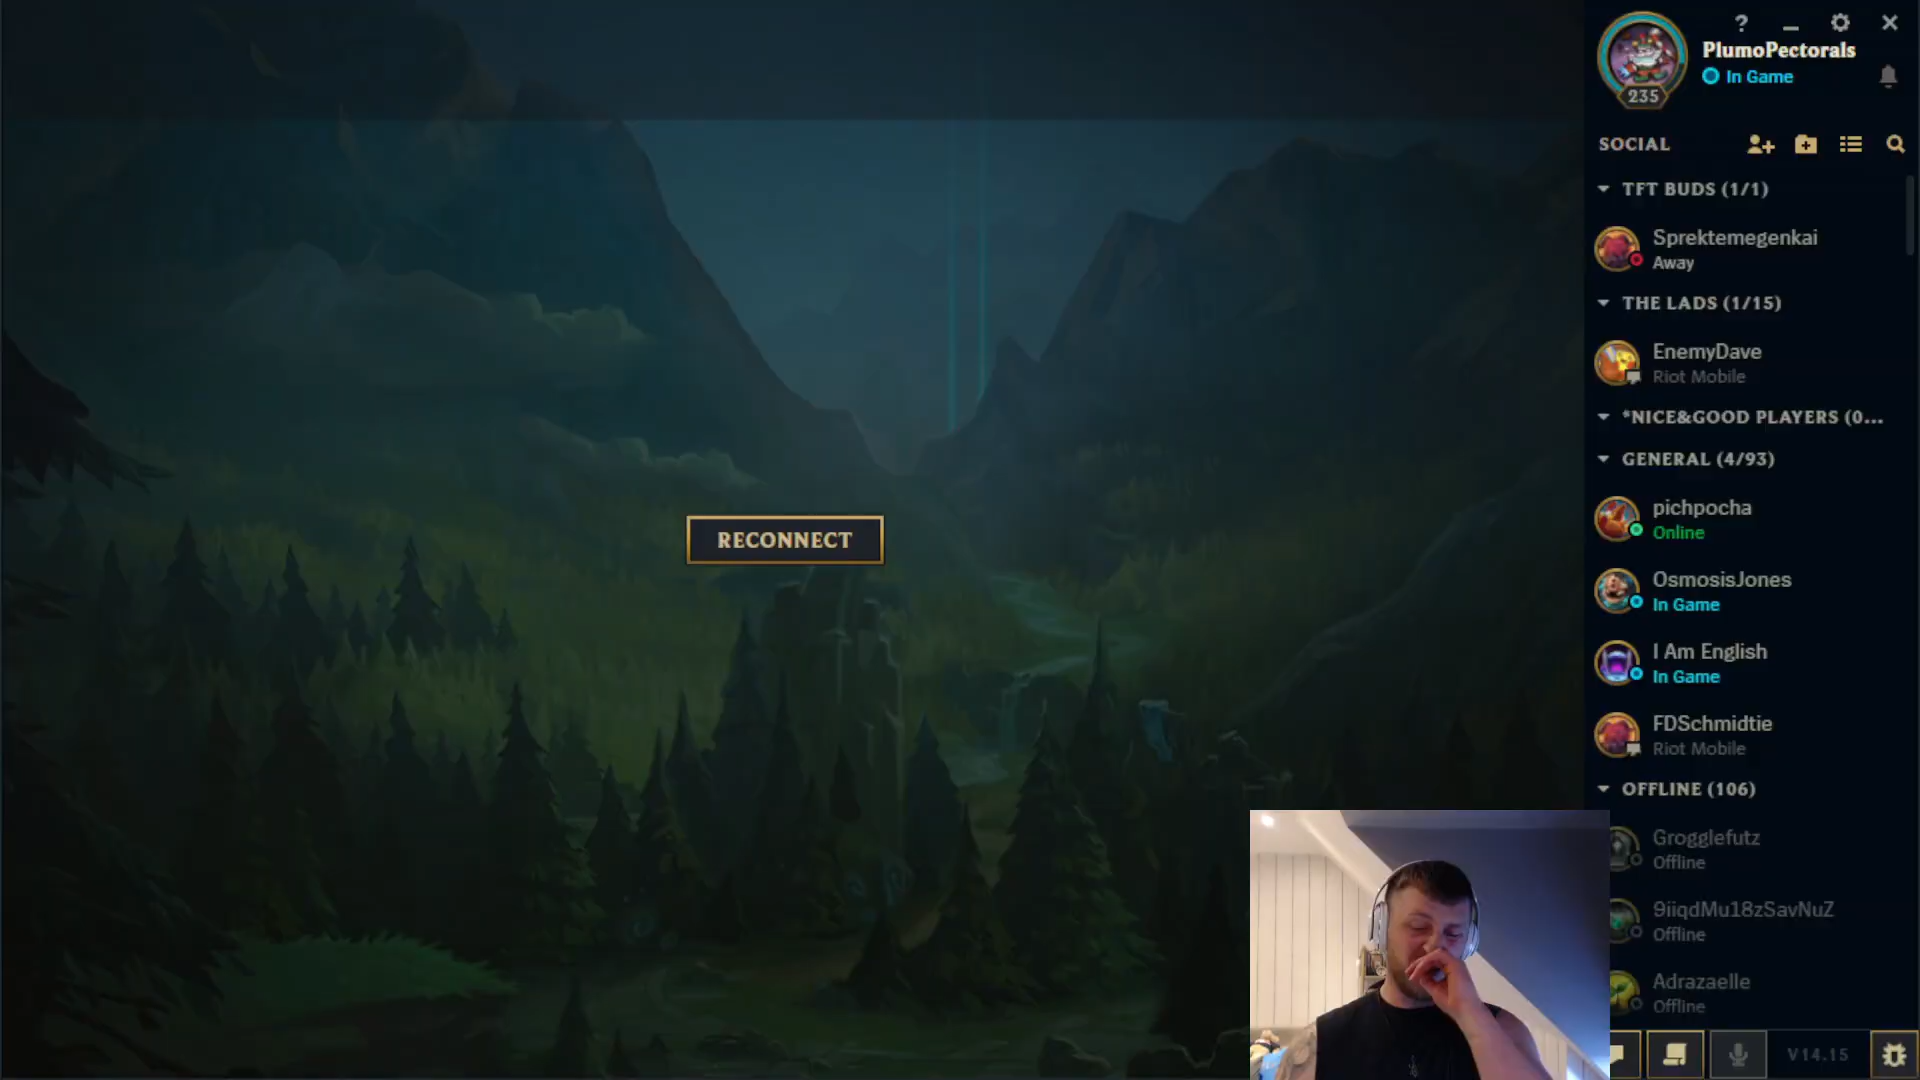 ?
PlumoPectorals
In Game
235
SOCIAL
TFT BUDS (1/1)
Sprektemegenkai
Away
THE LADS (1/15)
EnemyDave
Riot Mobile
*NICE&GOOD PLAYERS (0...
GENERAL (4/93)
pichpocha
Online
RECONNECT
OsmosisJones
In Game
I Am English
In Game
FDSchmidtie
Riot Mobile
OFFLINE (106)
Grogglefutz
Offline
9iiqdMu18zSavNuZ
Offline
Adrazaelle
Offline
V14.15